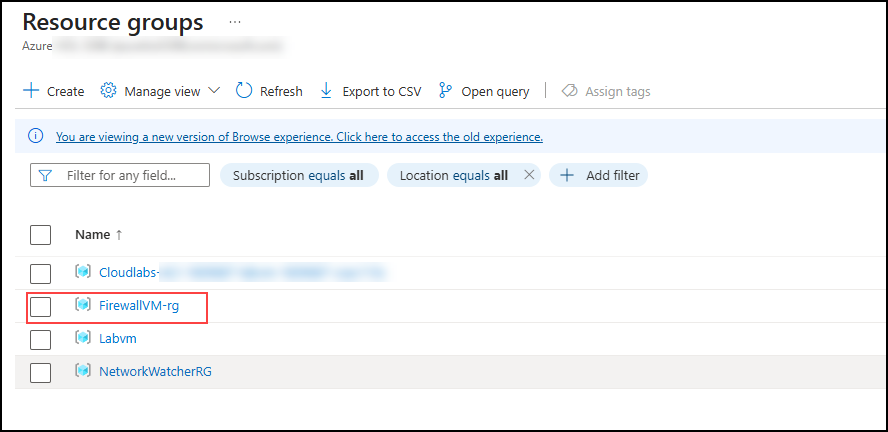 Resource groups ...
Azure
Create Manage view Refresh Export to CSV Open query Assign tags
You are viewing a new version of Browse experience. Click here to access the old experience.
Filter for any field... Subscription equals all Location equals all Add filter
Name ↑
Cloudlabs-
FirewallVM-rg
Labvm
NetworkWatcherRG